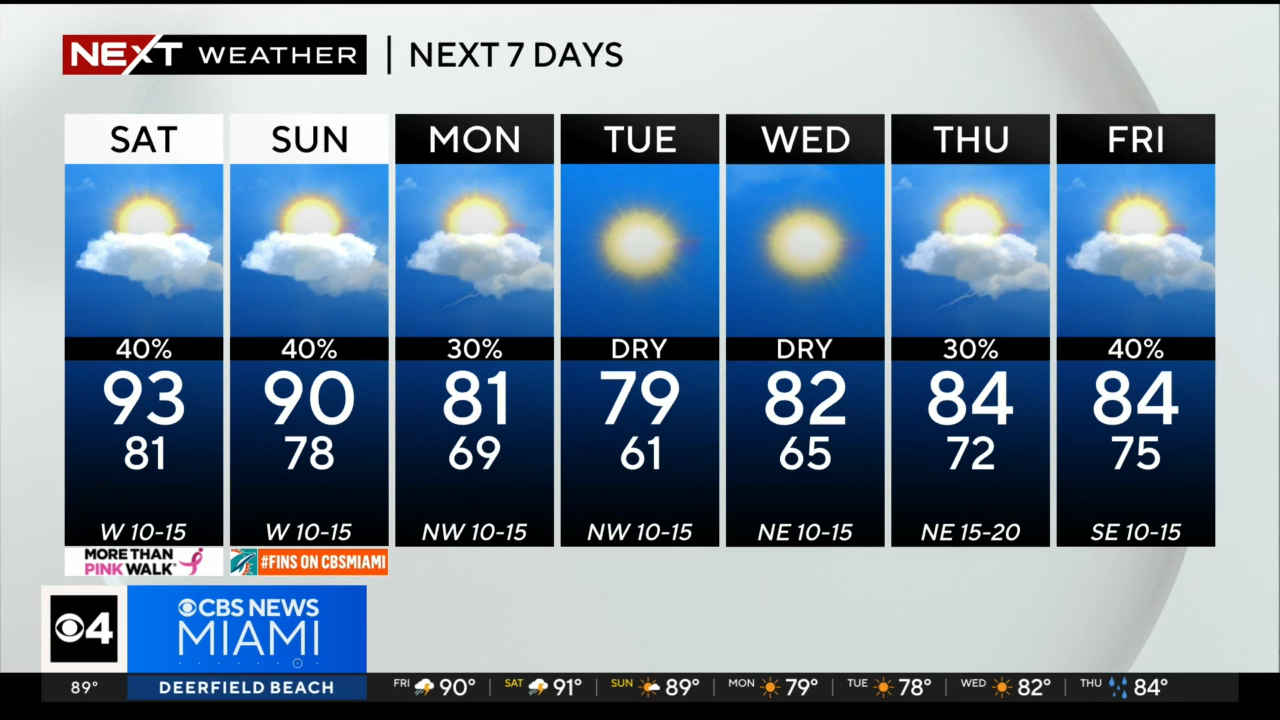 NEXT WEATHER | NEXT 7 DAYS
SAT SUN MON TUE WED THU FRI
40% 40% 30% DRY DRY 30% 40%
93 90 81 79 82 84 84
81 78 69 61 65 72 75
W 10-15 W 10-15 NW 10-15 NW 10-15 NE 10-15 NE 15-20 SE 10-15
MORE THAN
PINK WALK
#FINS ON CBSMIAMI
4
CBS NEWS
MIAMI
89° DEERFIELD BEACH FRI 90° | SAT 91° | SUN 89° | MON 79° | TUE 78° | WED 82° | THU 84°